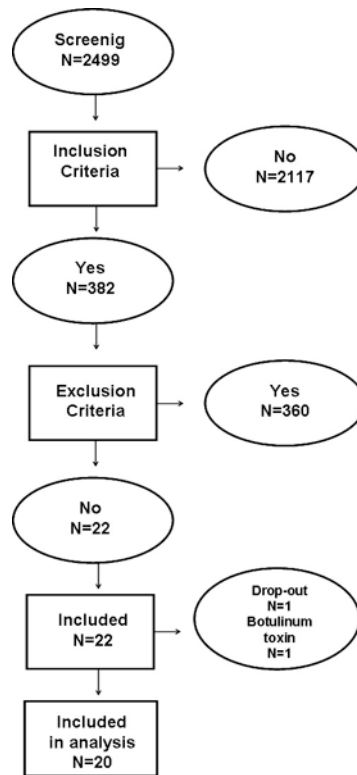 Screenig
N=2499
Inclusion
Criteria
No
N=2117
Yes
N=382
Exclusion
Criteria
Yes
N=360
No
N=22
Included
N=22
Drop-out
N=1
Botulinum
toxin
N=1
Included
in analysis
N=20